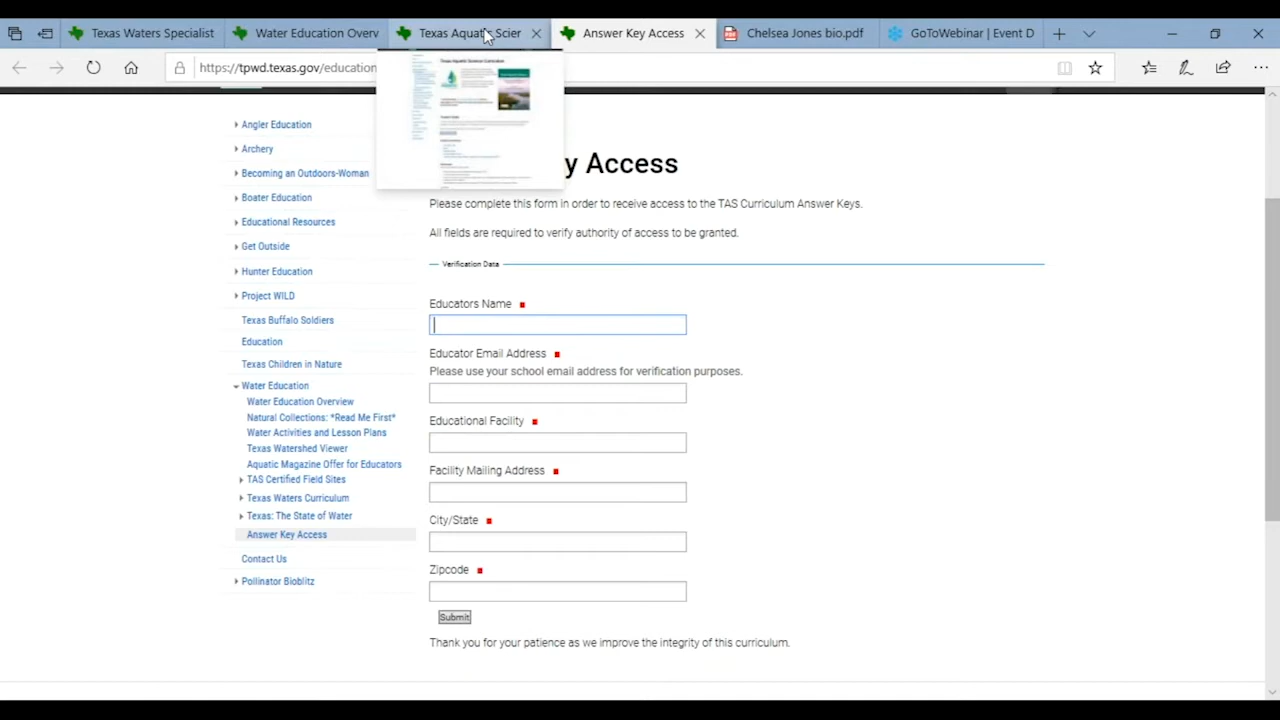 Texas Waters Specialist
Water Education Overv
Texas Aquatic Scier
Answer Key Access
Chelsea Jones bio.pdf
GoToWebinar | Event D
https://tpwd.texas.gov/education
Texas Aquatic Science Curriculum
Angler Education
Archery
Becoming an Outdoors-Woman
Boater Education
Educational Resources
Get Outside
Hunter Education
Project WILD
Texas Buffalo Soldiers
Education
Texas Children in Nature
Water Education
Water Education Overview
Natural Collections: *Read Me First*
Water Activities and Lesson Plans
Texas Watershed Viewer
Aquatic Magazine Offer for Educators
TAS Certified Field Sites
Texas Waters Curriculum
Texas: The State of Water
Answer Key Access
Contact Us
Pollinator Bioblitz
y Access
Please complete this form in order to receive access to the TAS Curriculum Answer Keys.
All fields are required to verify authority of access to be granted.
Verification Data
Educators Name
Educator Email Address
Please use your school email address for verification purposes.
Educational Facility
Facility Mailing Address
City/State
Zipcode
Submit
Thank you for your patience as we improve the integrity of this curriculum.